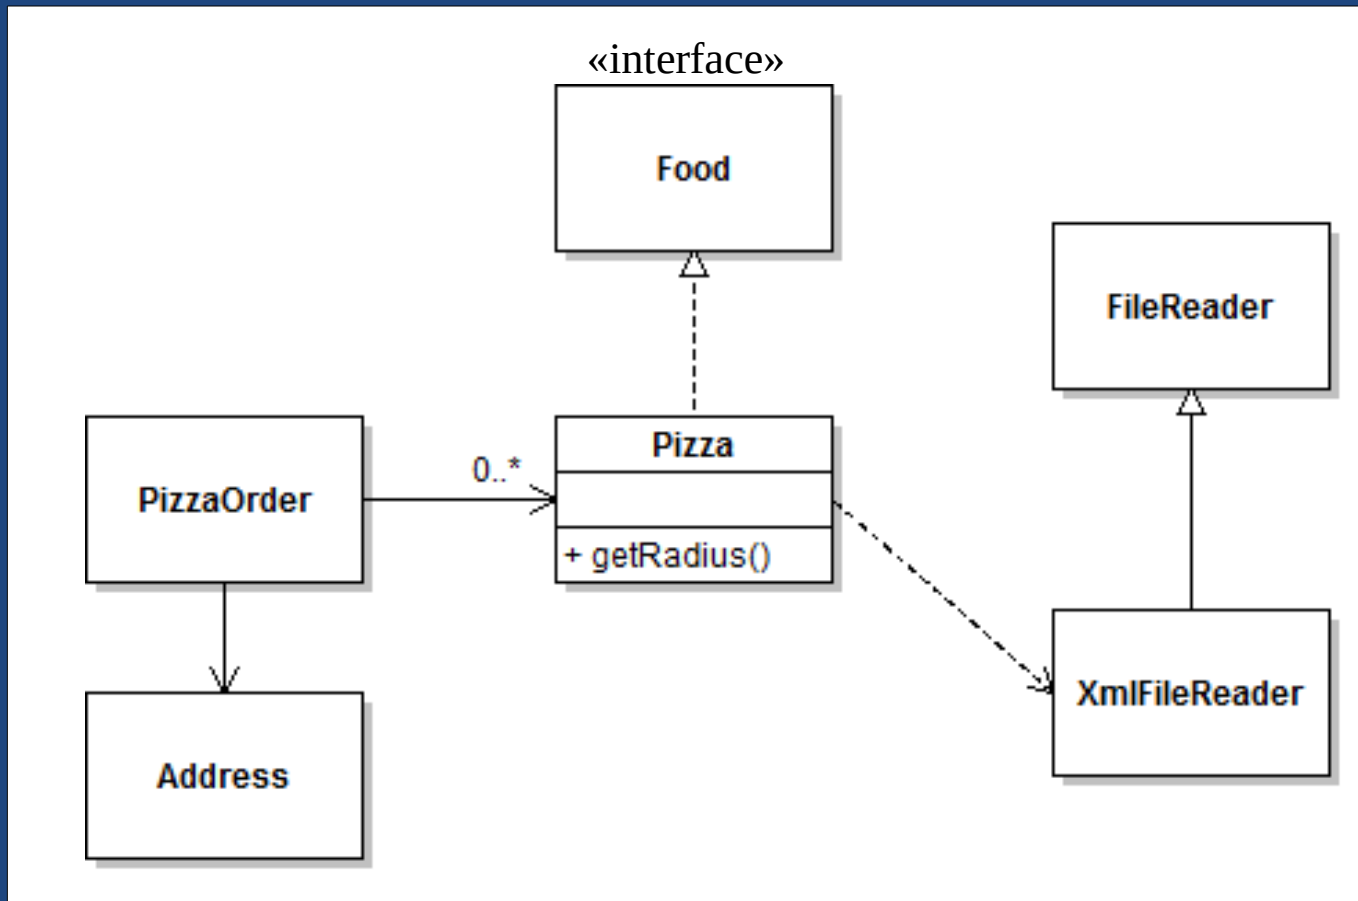 «interface»
Food
FileReader
Pizza
0..*
PizzaOrder
+ getRadius()
XmlFileReader
Address